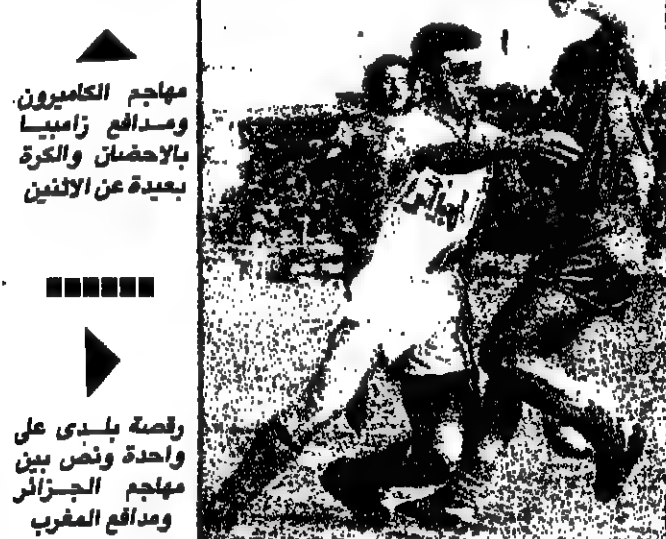 مهاجم الكاميرون
ومدافع زامبيا
بالاحضان والكرة
بعيدة عن الاثنين
رقصة بلدى على
واحدة ونص بين
مهاجم الجزائر
ومدافع المغرب